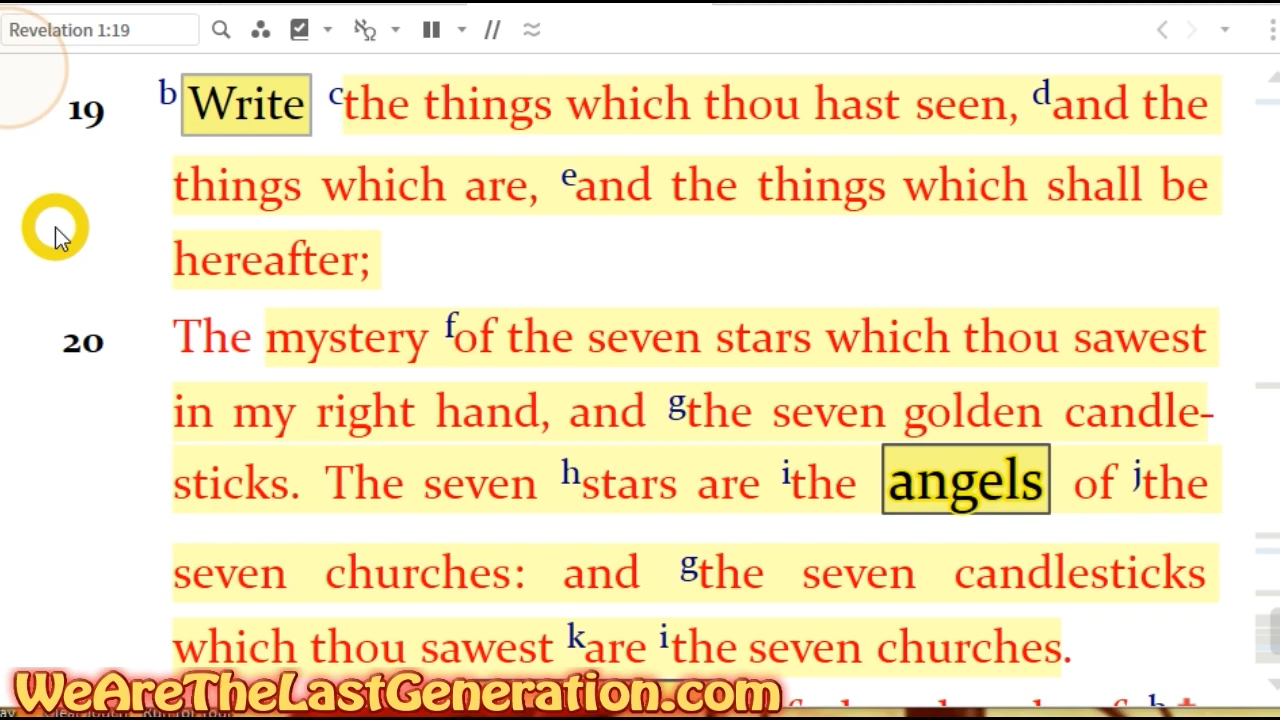 Revelation 1:19
19 b Write c the things which thou hast seen, d and the
things which are, e and the things which shall be
hereafter;
20 The mystery f of the seven stars which thou sawest
in my right hand, and g the seven golden candle-
sticks. The seven h stars are i the angels of j the
seven churches: and g the seven candlesticks
which thou sawest k are i the seven churches.
WeAreTheLastGeneration.com